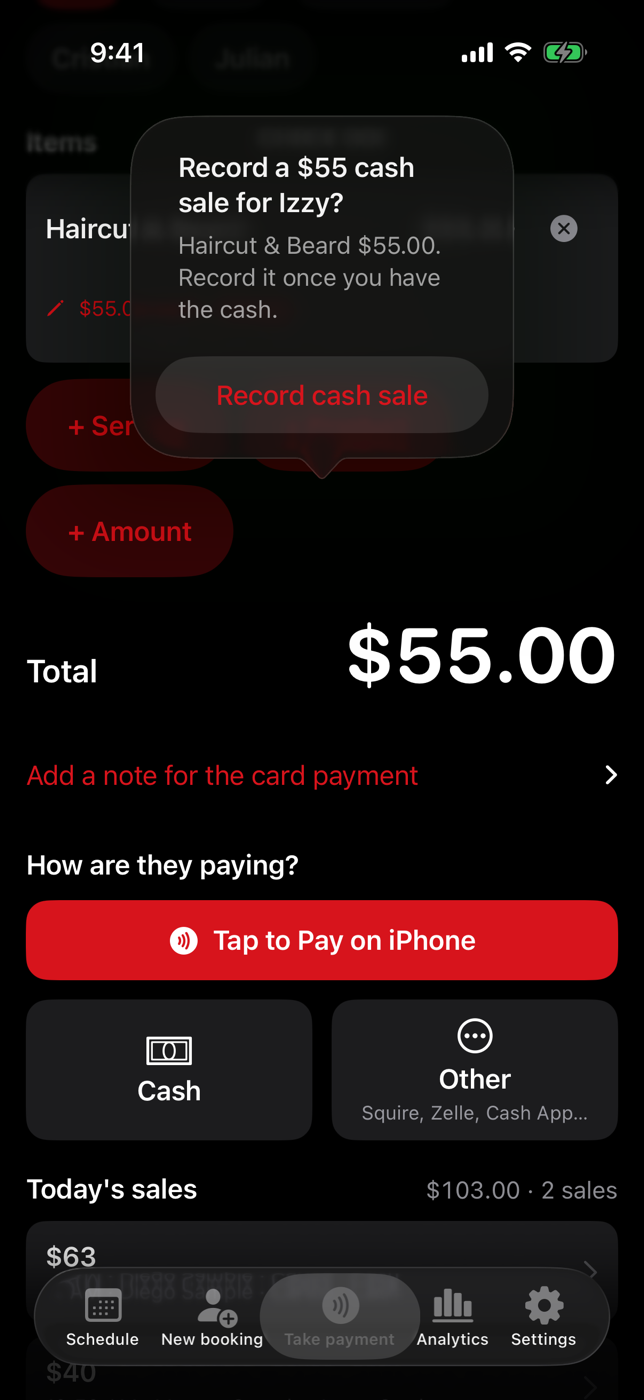 9:41
Julian
Items
Record a $55 cash
sale for Izzy?
Haircut & Beard $55.00.
Record it once you have
the cash.
Record cash sale
+ Amount
Total
$55.00
Add a note for the card payment
How are they paying?
Tap to Pay on iPhone
Cash
Other
Squire, Zelle, Cash App...
Today's sales
$103.00 · 2 sales
$63
Schedule
New booking
Take payment
Analytics
Settings
$40